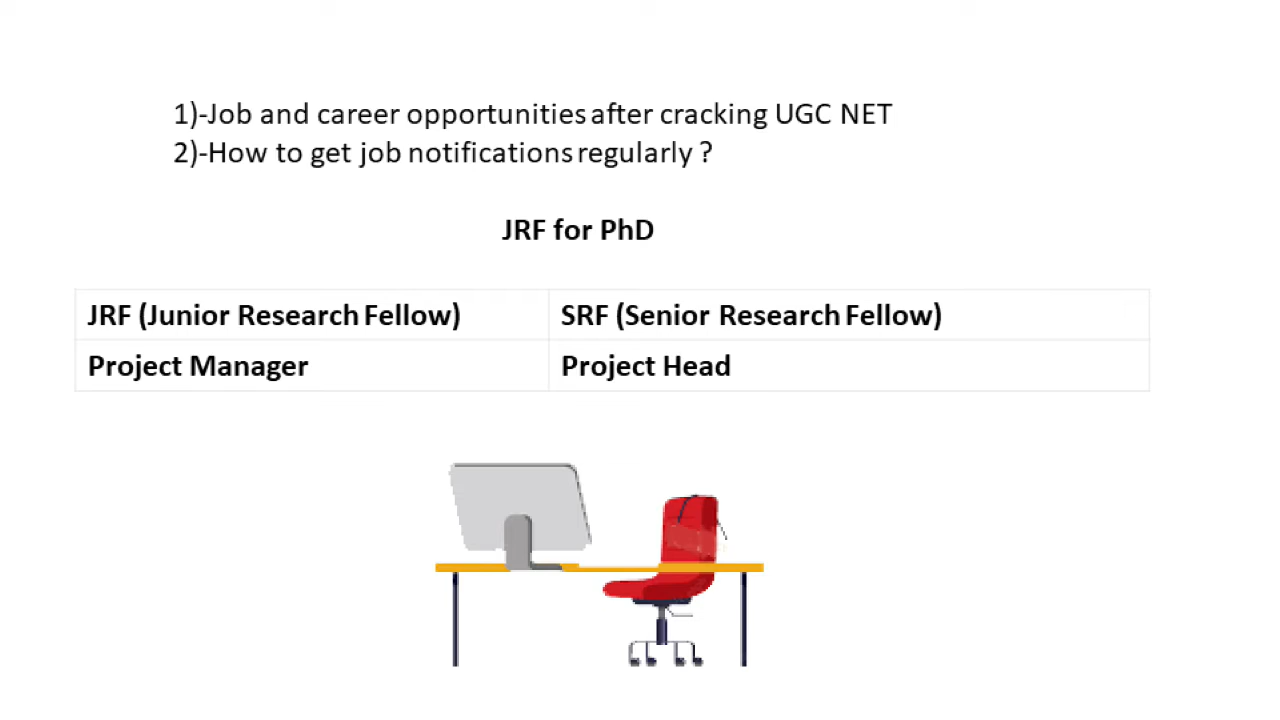 1)-Job and career opportunities after cracking UGC NET
2)-How to get job notifications regularly ?
JRF for PhD
JRF (Junior Research Fellow) SRF (Senior Research Fellow)
Project Manager Project Head